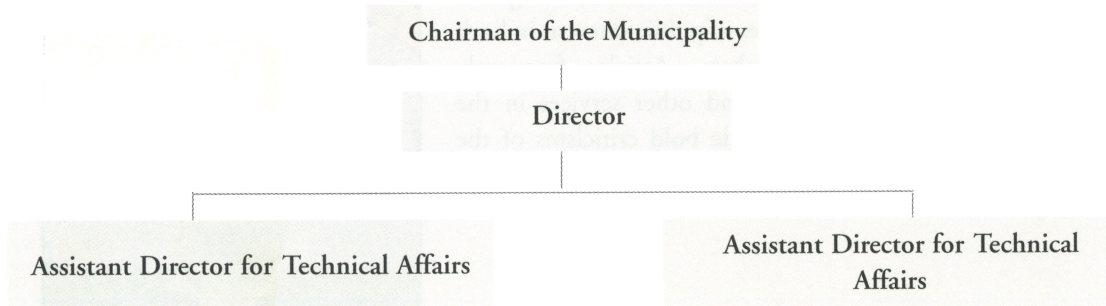 Chairman of the Municipality
Director
Assistant Director for Technical Affairs
Assistant Director for Technical
Affairs